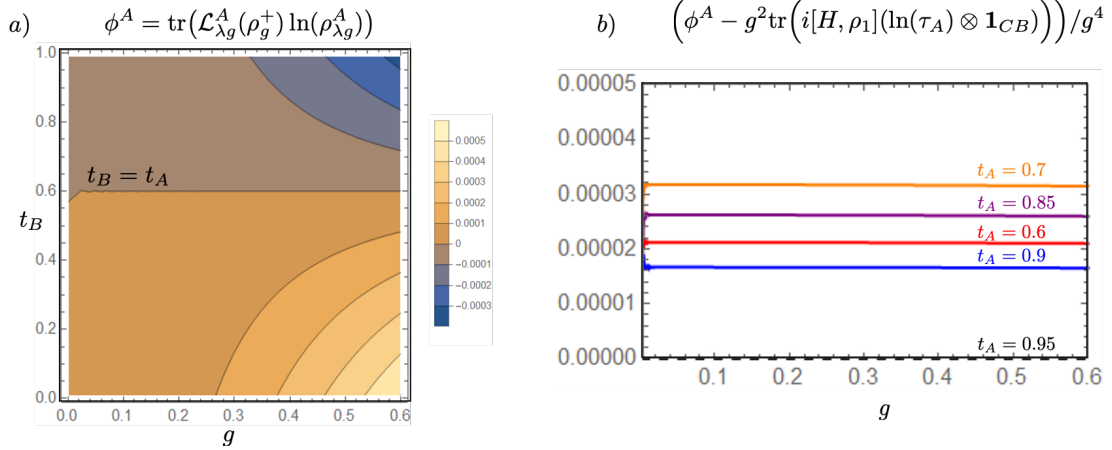 a) ϕ^A = tr(ℒ^A_{λg}(ρ^+_g) ln(ρ^A_{λg}))
1.0
0.8
t_B = t_A
0.6
t_B
0.4
0.2
0.0
0.0 0.1 0.2 0.3 0.4 0.5 0.6
g
0.0005
0.0004
0.0003
0.0002
0.0001
0
−0.0001
−0.0002
−0.0003
b) (ϕ^A − g^2 tr(i[H, ρ_1](ln(τ_A) ⊗ 𝟏_{CB})))/g^4
0.00005
0.00004
0.00003
0.00002
0.00001
0.00000
t_A = 0.7
t_A = 0.85
t_A = 0.6
t_A = 0.9
t_A = 0.95
0.1 0.2 0.3 0.4 0.5 0.6
g